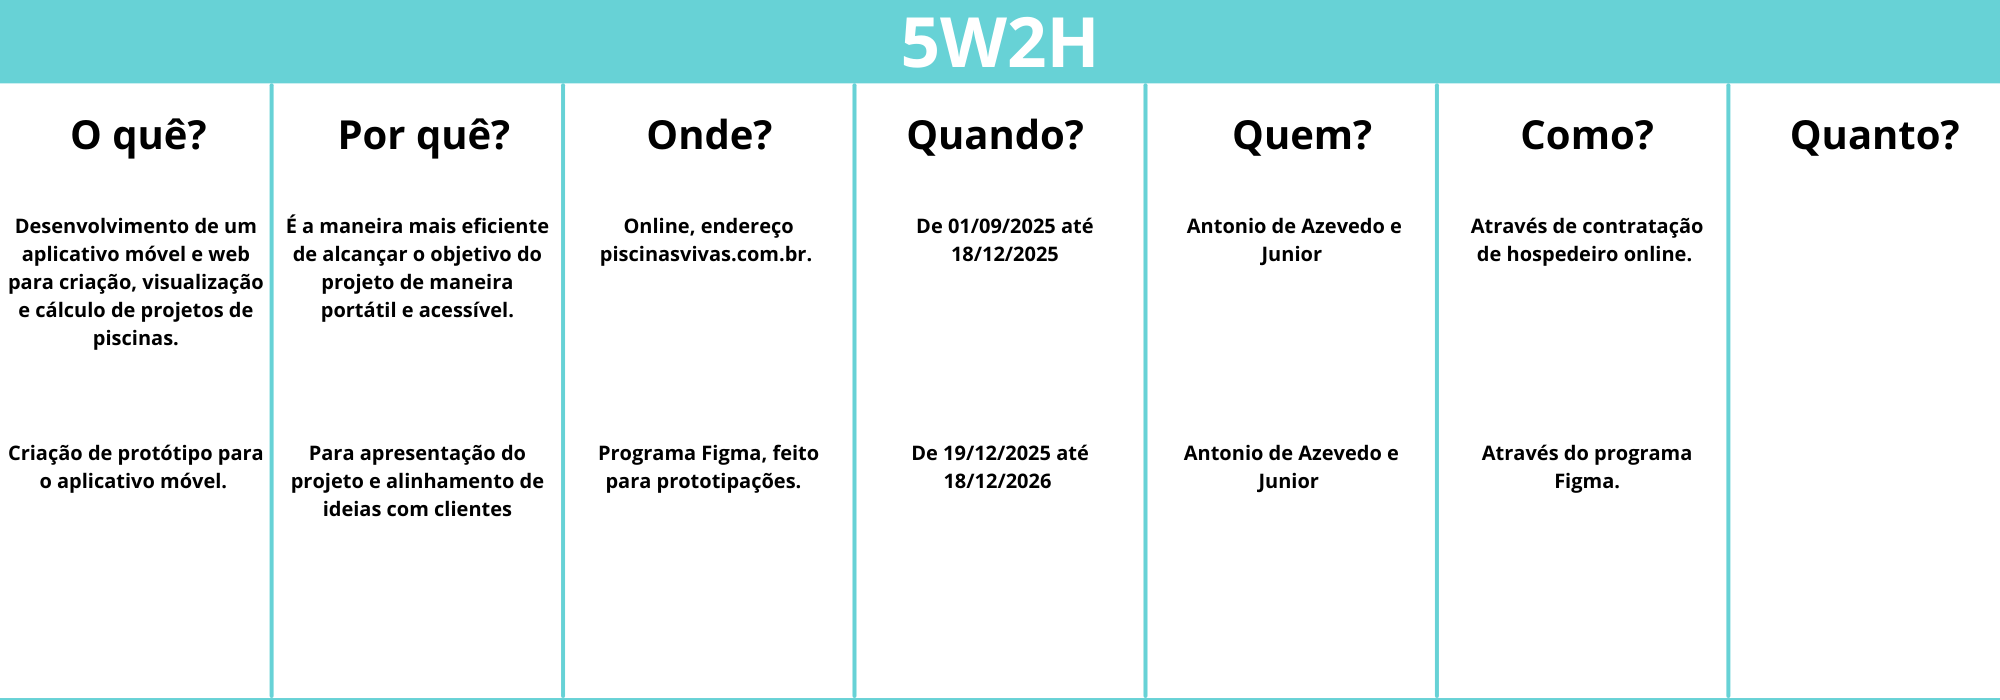 5W2H
O quê?
Por quê?
Onde?
Quando?
Quem?
Como?
Quanto?
Desenvolvimento de um
aplicativo móvel e web
para criação, visualização
e cálculo de projetos de
piscinas.
É a maneira mais eficiente
de alcançar o objetivo do
projeto de maneira
portátil e acessível.
Online, endereço
piscinasvivas.com.br.
De 01/09/2025 até
18/12/2025
Antonio de Azevedo e
Junior
Através de contratação
de hospedeiro online.
Criação de protótipo para
o aplicativo móvel.
Para apresentação do
projeto e alinhamento de
ideias com clientes
Programa Figma, feito
para prototipações.
De 19/12/2025 até
18/12/2026
Antonio de Azevedo e
Junior
Através do programa
Figma.